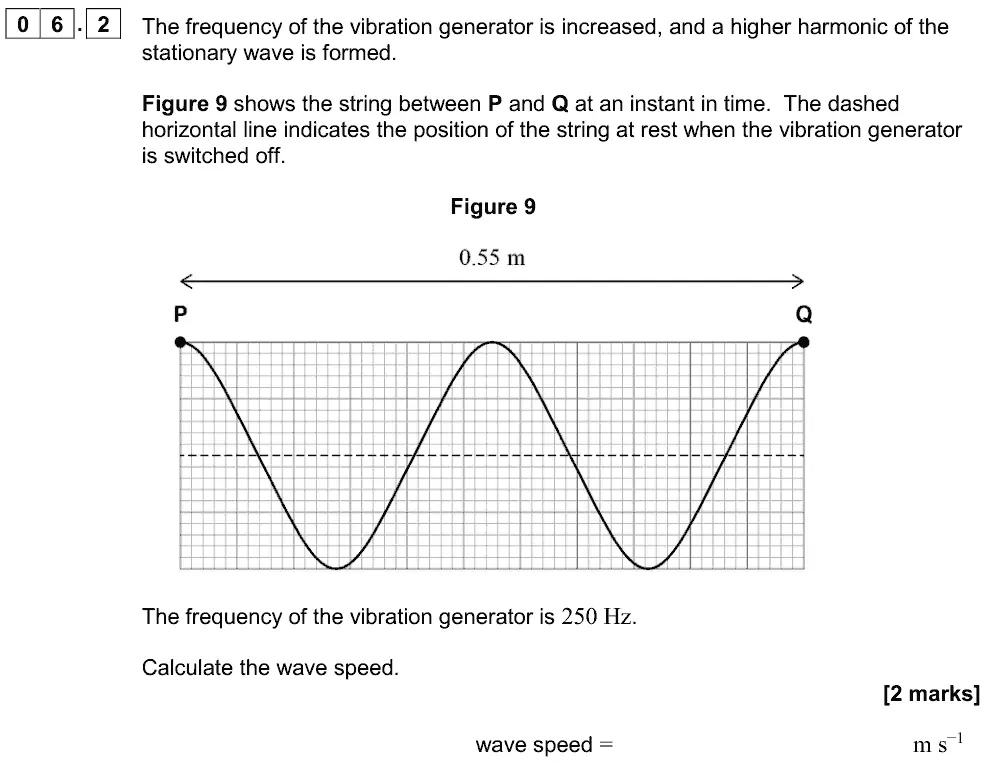 06.2 The frequency of the vibration generator is increased, and a higher harmonic of the
stationary wave is formed.
Figure 9 shows the string between P and Q at an instant in time. The dashed
horizontal line indicates the position of the string at rest when the vibration generator
is switched off.
Figure 9
0.55 m
P Q
The frequency of the vibration generator is 250 Hz.
Calculate the wave speed.
[2 marks]
wave speed = m s⁻¹